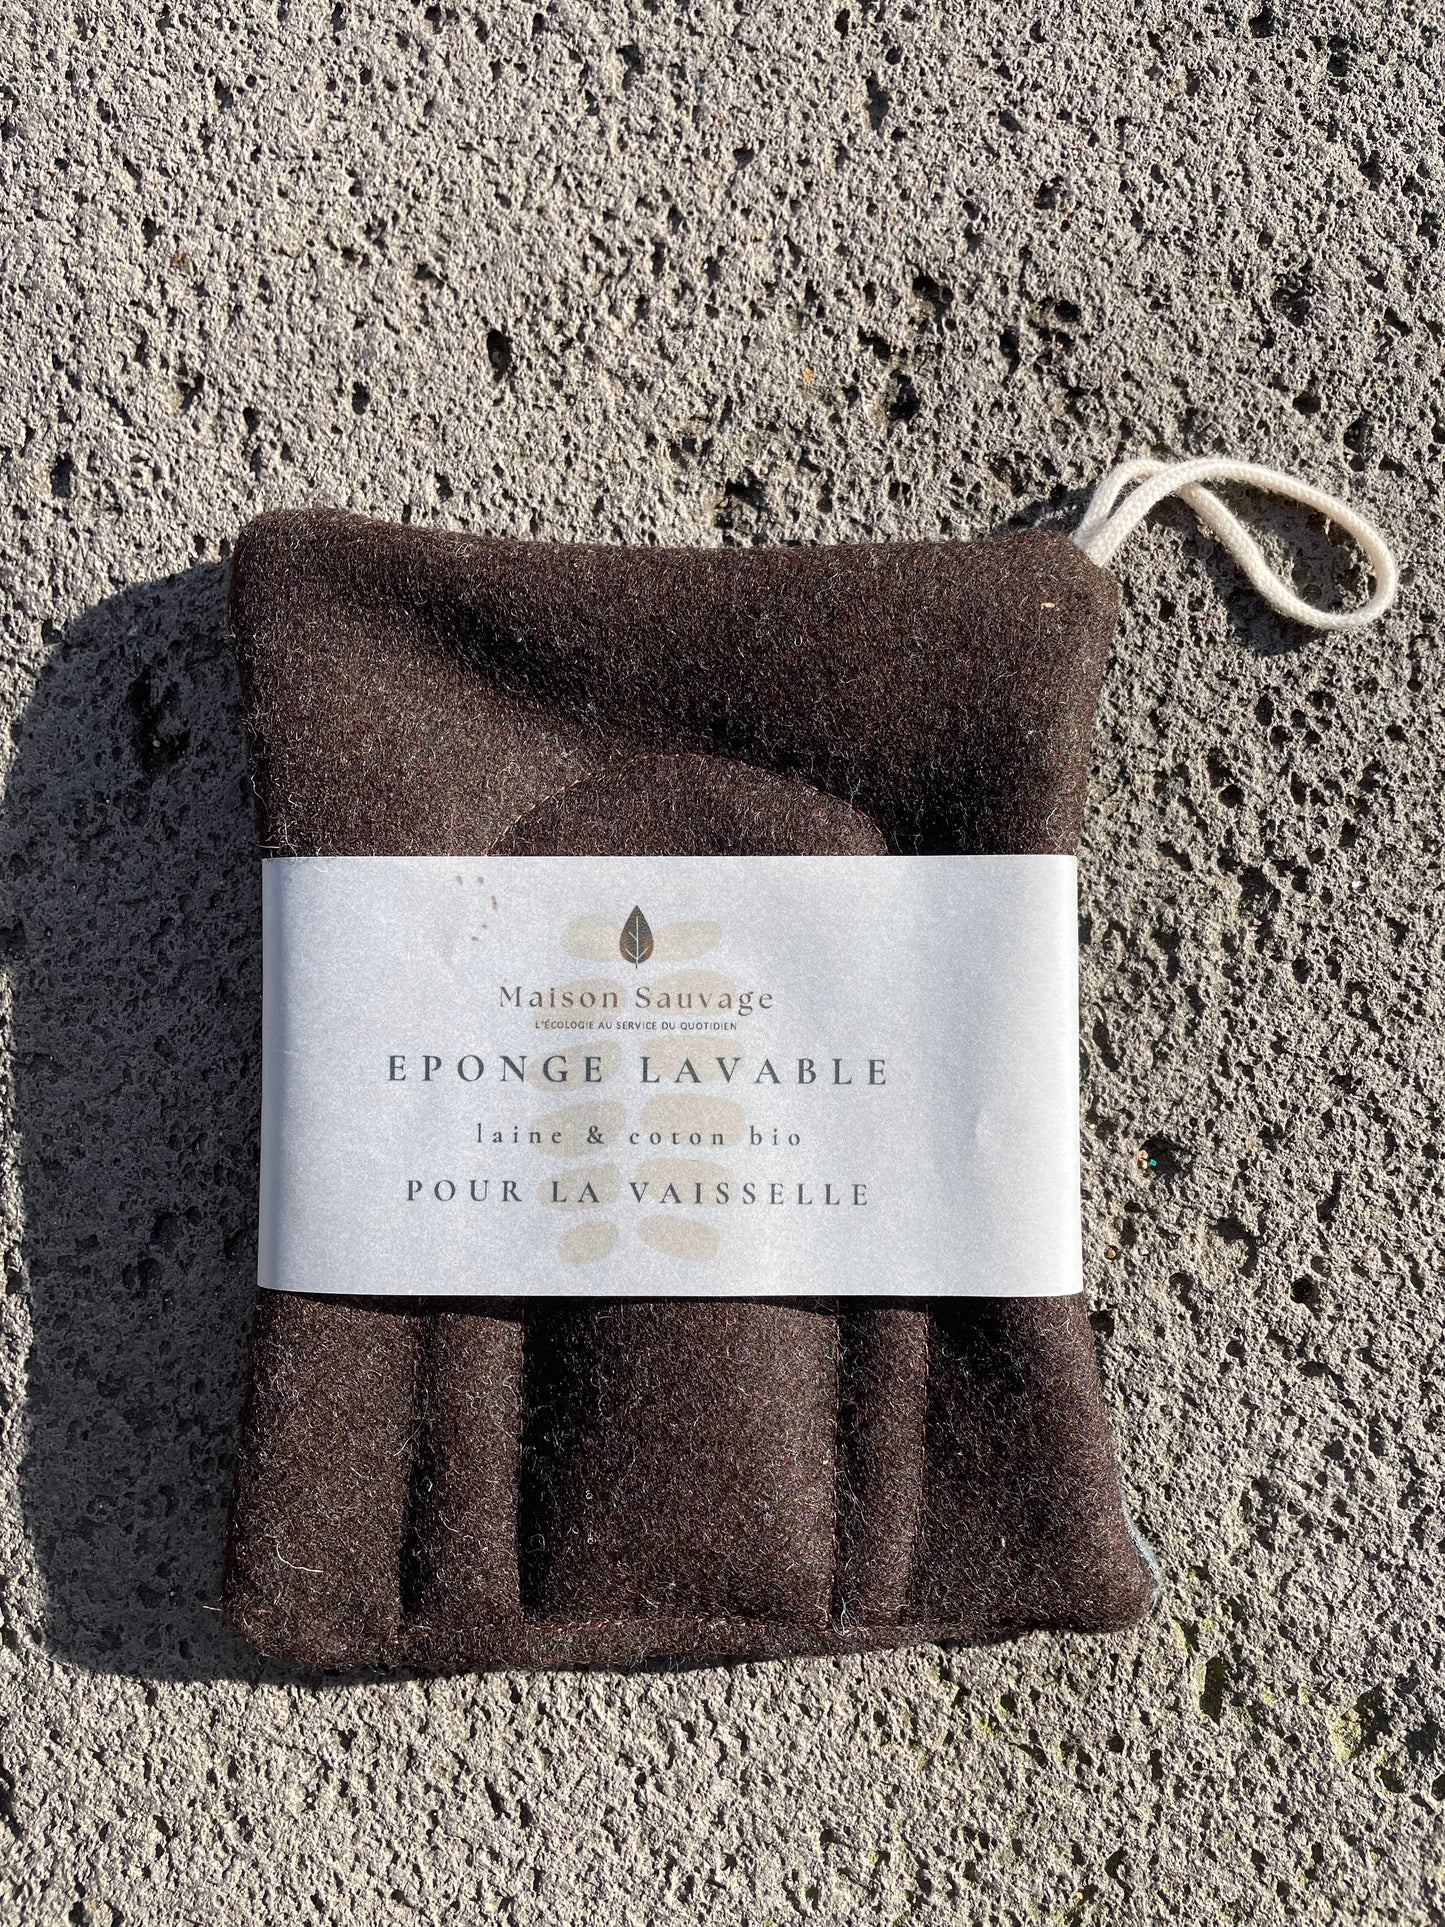 Maison Sauvage
L'ÉCOLOGIE AU SERVICE DU QUOTIDIEN
EPONGE LAVABLE
laine & coton bio
POUR LA VAISSELLE